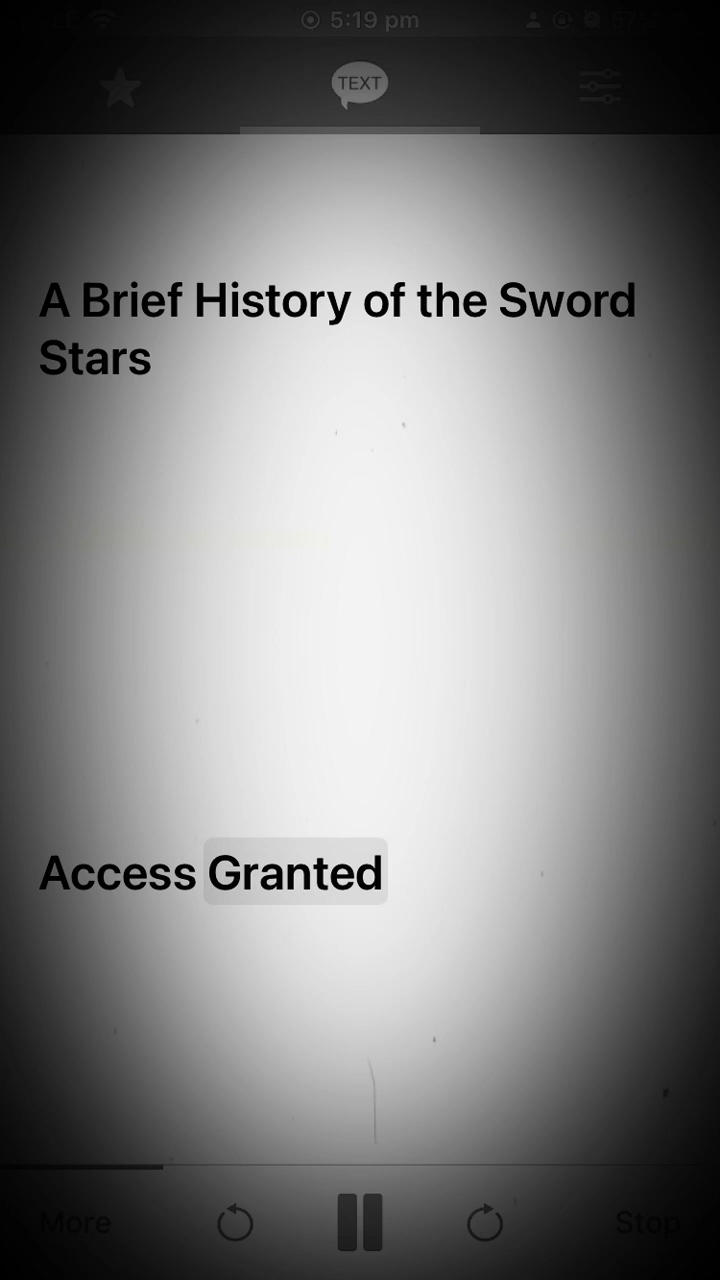 5:19 pm
TEXT
A Brief History of the Sword
Stars
Access Granted
More
Stop